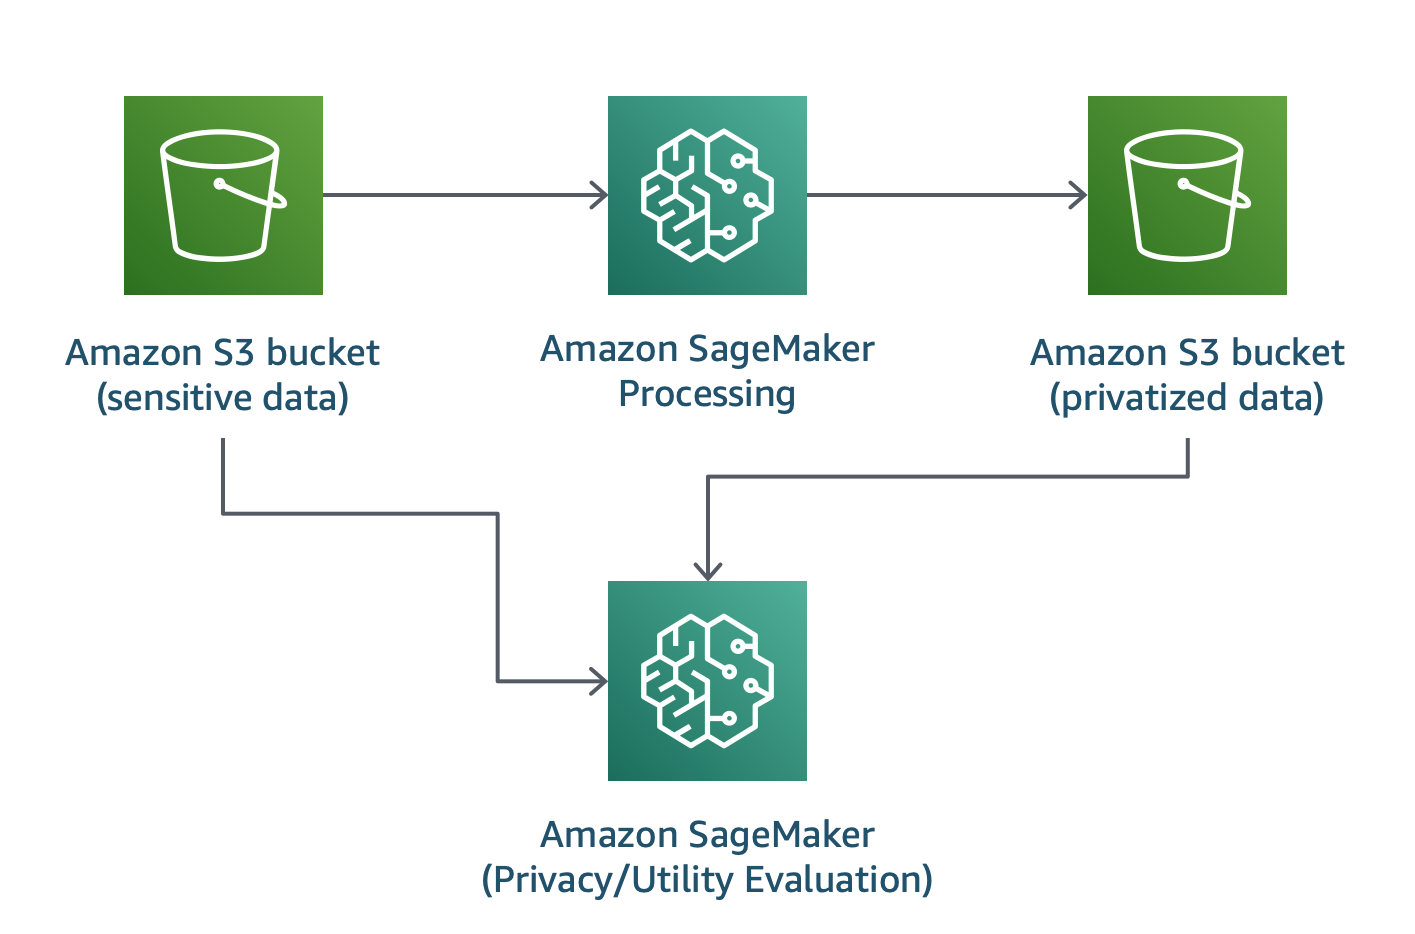 Amazon S3 bucket
(sensitive data)
Amazon SageMaker
Processing
Amazon S3 bucket
(privatized data)
Amazon SageMaker
(Privacy/Utility Evaluation)